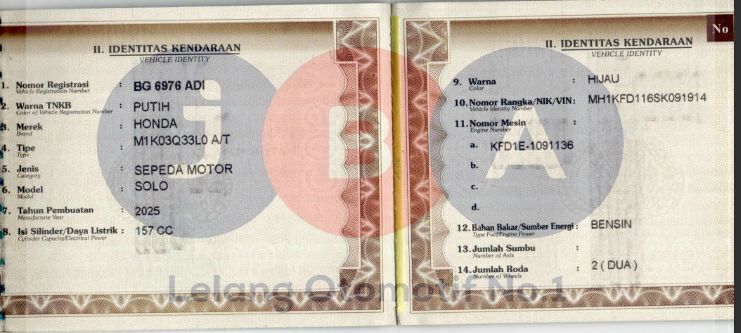 II. IDENTITAS KENDARAAN
VEHICLE IDENTITY
1. Nomor Registrasi : BG 6976 ADI
Vehicle Registration Number
2. Warna TNKB : PUTIH
Color of Vehicle Registration Number
3. Merek : HONDA
Brand
4. Tipe : M1K03Q33L0 A/T
Type
5. Jenis : SEPEDA MOTOR
Category
6. Model : SOLO
Model
7. Tahun Pembuatan : 2025
Manufacture Year
8. Isi Silinder/Daya Listrik : 157 CC
Cylinder Capacity/Electrical Power
No
II. IDENTITAS KENDARAAN
VEHICLE IDENTITY
9. Warna : HIJAU
Color
10. Nomor Rangka/NIK/VIN : MH1KFD116SK091914
Vehicle Identity Number
11. Nomor Mesin :
Engine Number
a. KFD1E-1091136
b.
c.
d.
12. Bahan Bakar/Sumber Energi : BENSIN
Type Fuel/Engine Power
13. Jumlah Sumbu :
Number of Axis
14. Jumlah Roda : 2 ( DUA )
Number of Wheels
JBA
Lelang Otomotif No.1